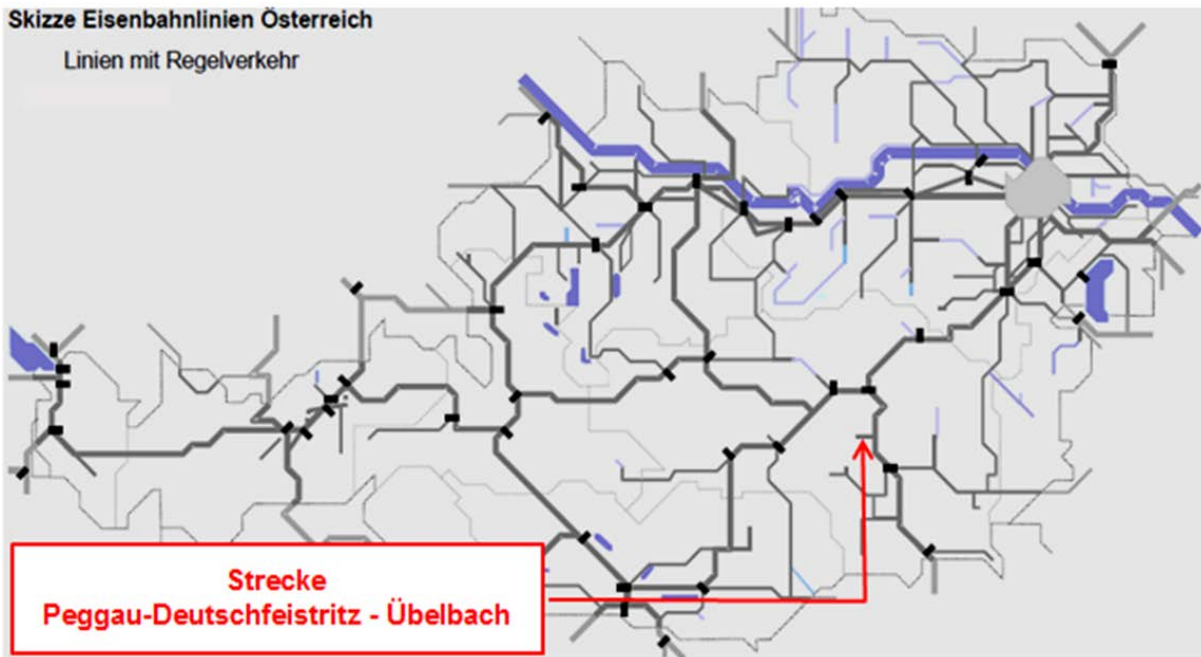 Skizze Eisenbahnlinien Österreich
Linien mit Regelverkehr
Strecke
Peggau-Deutschfeistritz - Übelbach